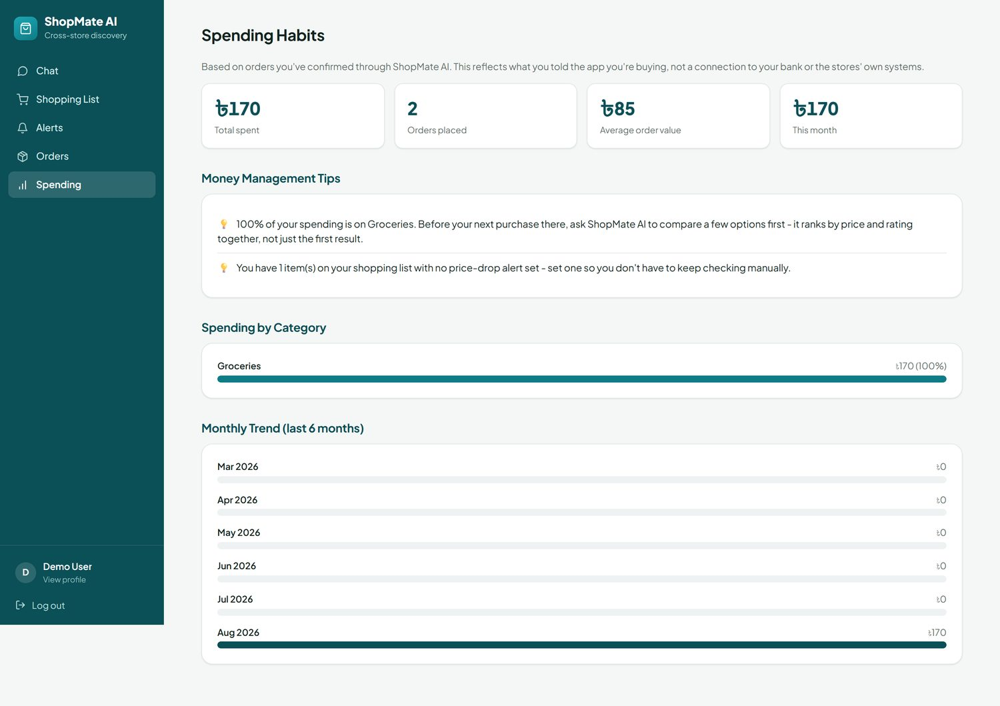 ShopMate AI
Cross-store discovery
Chat
Shopping List
Alerts
Orders
Spending
Demo User
D
View profile
Log out
Spending Habits
Based on orders you've confirmed through ShopMate AI. This reflects what you told the app you're buying, not a connection to your bank or the stores' own systems.
৳170
Total spent
2
Orders placed
৳85
Average order value
৳170
This month
Money Management Tips
💡 100% of your spending is on Groceries. Before your next purchase there, ask ShopMate AI to compare a few options first - it ranks by price and rating
together, not just the first result.
💡 You have 1 item(s) on your shopping list with no price-drop alert set - set one so you don't have to keep checking manually.
Spending by Category
Groceries ৳170 (100%)
Monthly Trend (last 6 months)
Mar 2026 ৳0
Apr 2026 ৳0
May 2026 ৳0
Jun 2026 ৳0
Jul 2026 ৳0
Aug 2026 ৳170